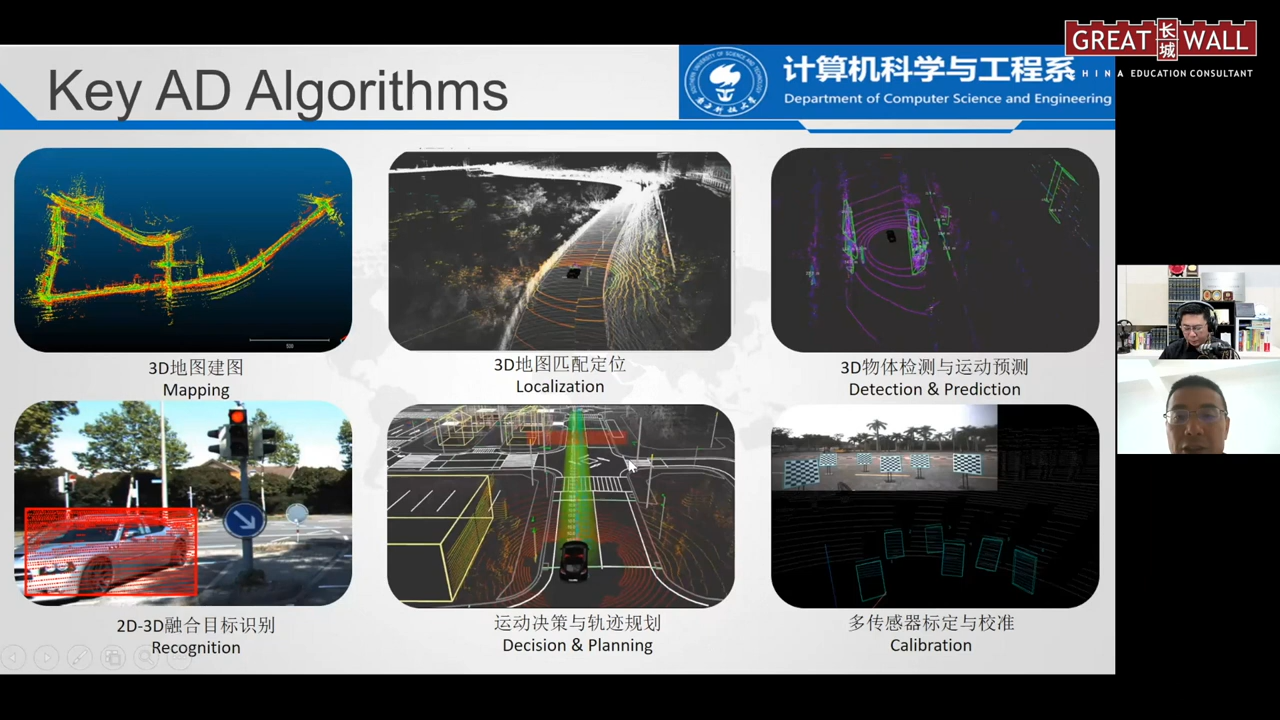 GREAT
长城
WALL
HINA EDUCATION CONSULTANT
Key AD Algorithms
计算机科学与工程系
Department of Computer Science and Engineering
3D地图建图
Mapping
3D地图匹配定位
Localization
3D物体检测与运动预测
Detection & Prediction
2D-3D融合目标识别
Recognition
运动决策与轨迹规划
Decision & Planning
多传感器标定与校准
Calibration